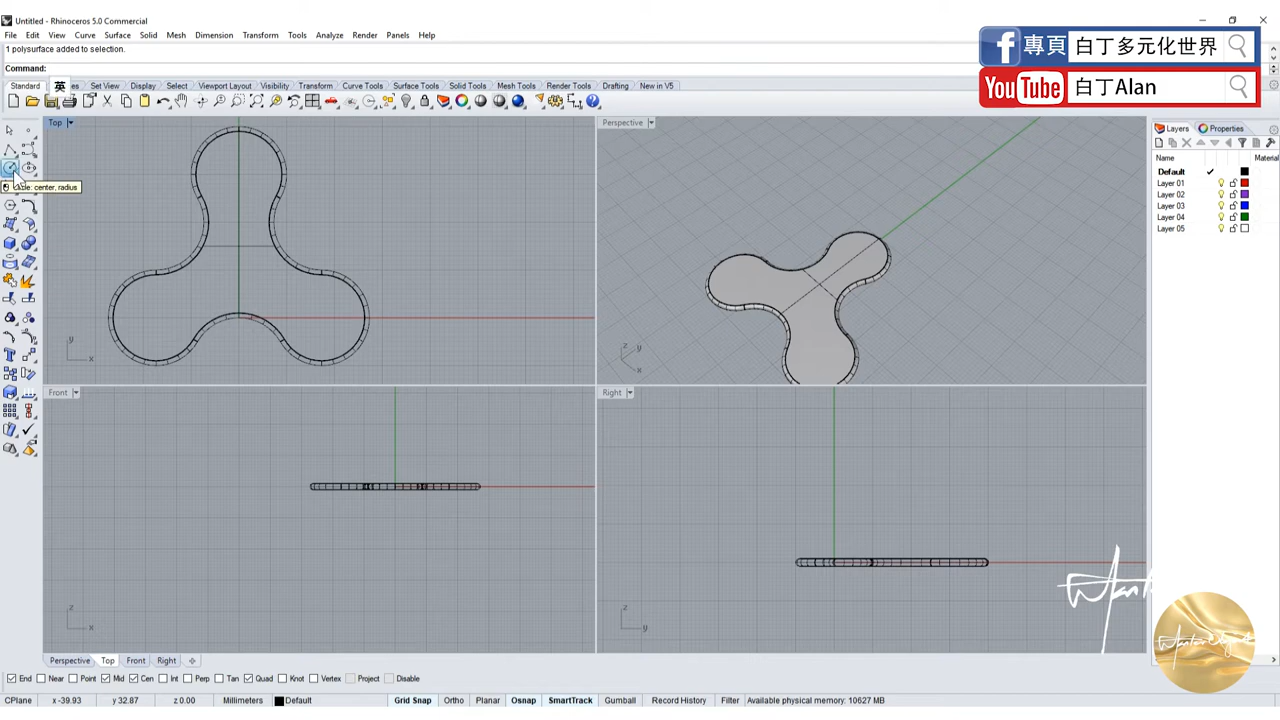 Untitled - Rhinoceros 5.0 Commercial
File Edit View Curve Surface Solid Mesh Dimension Transform Tools Analyze Render Panels Help
1 polysurface added to selection.
Command:
專頁 白丁多元化世界
YouTube 白丁Alan
Standard 英 es Set View Display Select Viewport Layout Visibility Transform Curve Tools Surface Tools Solid Tools Mesh Tools Render Tools Drafting New in V5
Top
Perspective
Layers Properties
Name Material
Default
Layer 01
Layer 02
Layer 03
Layer 04
Layer 05
center, radius
y
x
z
y
x
Front
Right
z
x
z
y
Perspective Top Front Right
End Near Point Mid Cen Int Perp Tan Quad Knot Vertex Project Disable
CPlane x -39.93 y 32.87 z 0.00 Millimeters Default Grid Snap Ortho Planar Osnap SmartTrack Gumball Record History Filter Available physical memory: 10627 MB